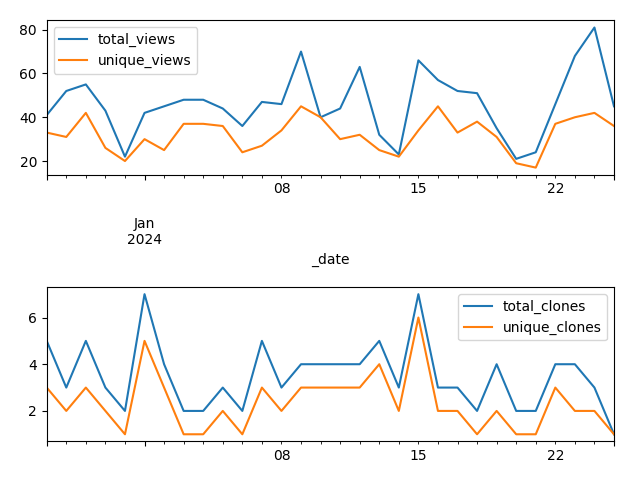 80
60
40
20
total_views
unique_views
08
15
22
Jan
2024
_date
6
4
2
total_clones
unique_clones
08
15
22